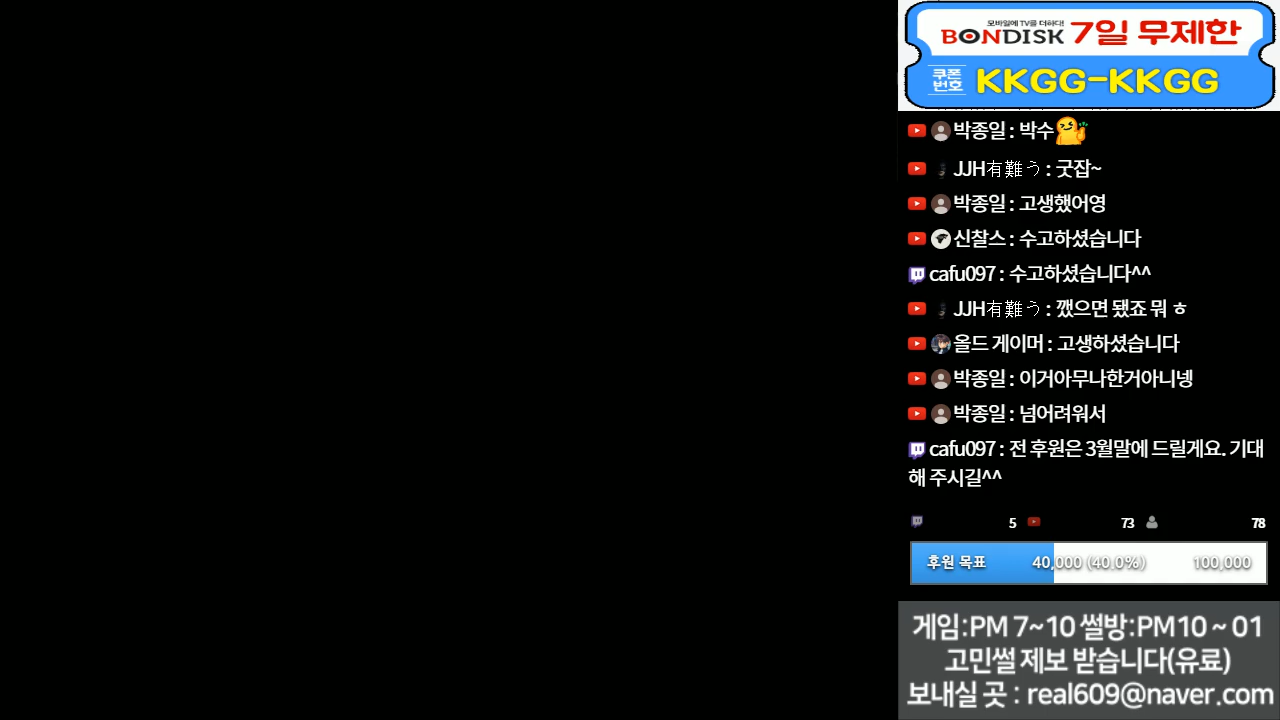 모바일에 TV를 더하다!
BONDISK 7일 무제한
쿠폰
번호 KKGG-KKGG
박종일 : 박수
JJH有難う : 굿잡~
박종일 : 고생했어영
신찰스 : 수고하셨습니다
cafu097 : 수고하셨습니다^^
JJH有難う : 깼으면 됐죠 뭐 ㅎ
올드 게이머 : 고생하셨습니다
박종일 : 이거아무나한거아니넹
박종일 : 넘어려워서
cafu097 : 전 후원은 3월말에 드릴게요. 기대
해 주시길^^
5 73 78
후원 목표 40,000 (40.0%) 100,000
게임:PM 7~10 썰방:PM10 ~ 01
고민썰 제보 받습니다(유료)
보내실 곳 : real609@naver.com